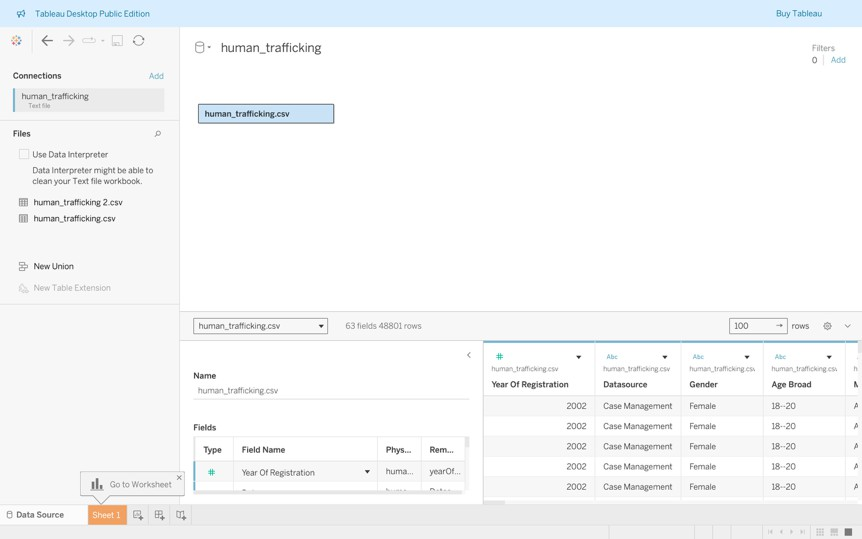 Tableau Desktop Public Edition
Buy Tableau
Connections
Add
human_trafficking
Text file
Files
Use Data Interpreter
Data Interpreter might be able to
clean your Text file workbook.
human_trafficking 2.csv
human_trafficking.csv
New Union
New Table Extension
human_trafficking
Filters
0 Add
human_trafficking.csv
human_trafficking.csv
63 fields 48801 rows
100 → rows
Name
human_trafficking.csv
Fields
Type Field Name Phys... Rem...
# Year Of Registration huma... yearOf...
# Abc Abc Abc
human_trafficking.csv human_trafficking.csv human_trafficking.csv human_trafficking.csv
Year Of Registration Datasource Gender Age Broad
2002 Case Management Female 18--20
2002 Case Management Female 18--20
2002 Case Management Female 18--20
2002 Case Management Female 18--20
2002 Case Management Female 18--20
Go to Worksheet
Data Source
Sheet 1